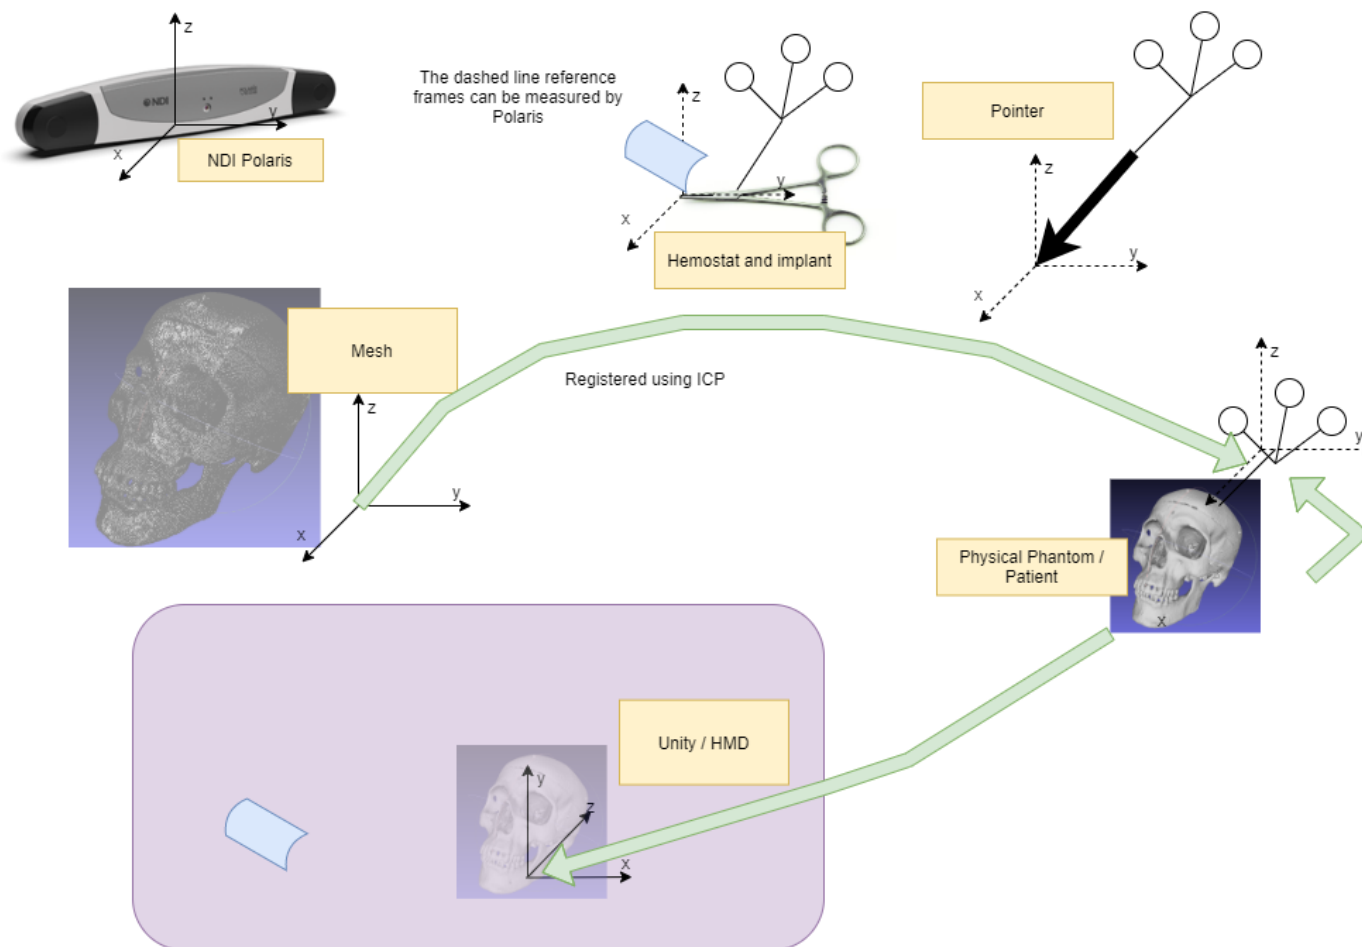 z
NDI
y
x
NDI Polaris
The dashed line reference
frames can be measured by
Polaris
z
y
x
Hemostat and implant
Pointer
z
y
x
Mesh
z
y
x
Registered using ICP
z
y
Physical Phantom /
Patient
x
Unity / HMD
y
z
x